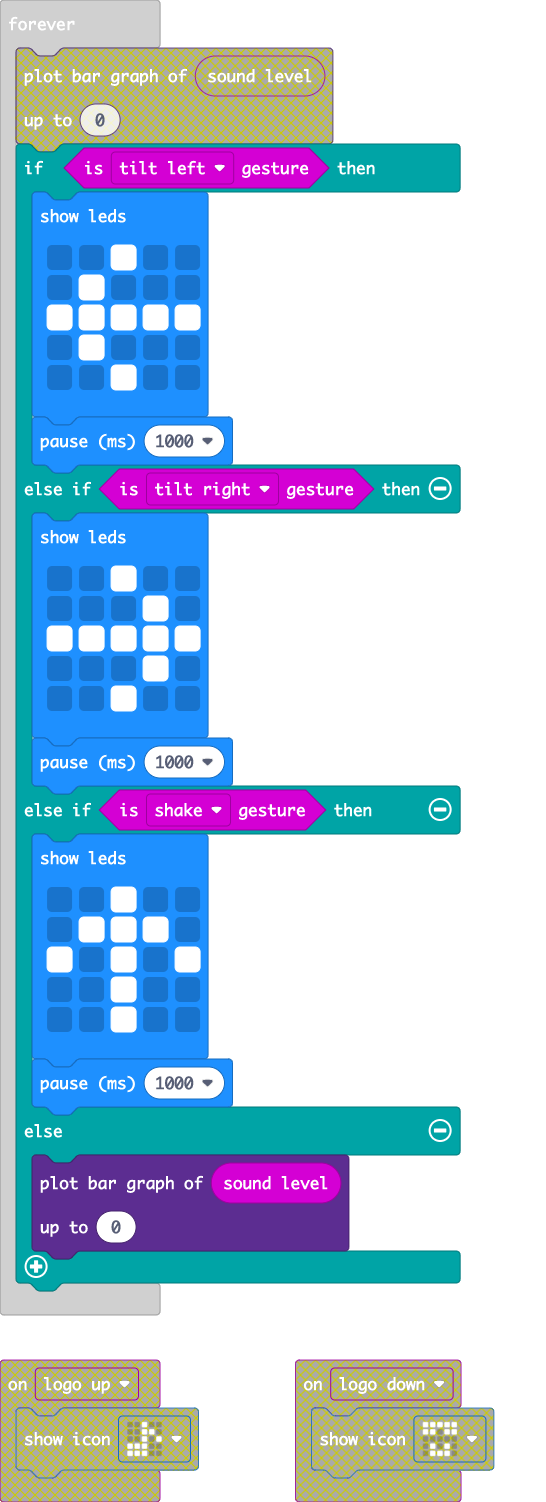 forever
plot bar graph of sound level
up to 0
if is tilt left gesture then
show leds
pause (ms) 1000
else if is tilt right gesture then
show leds
pause (ms) 1000
else if is shake gesture then
show leds
pause (ms) 1000
else
plot bar graph of sound level
up to 0
on logo up
show icon
on logo down
show icon